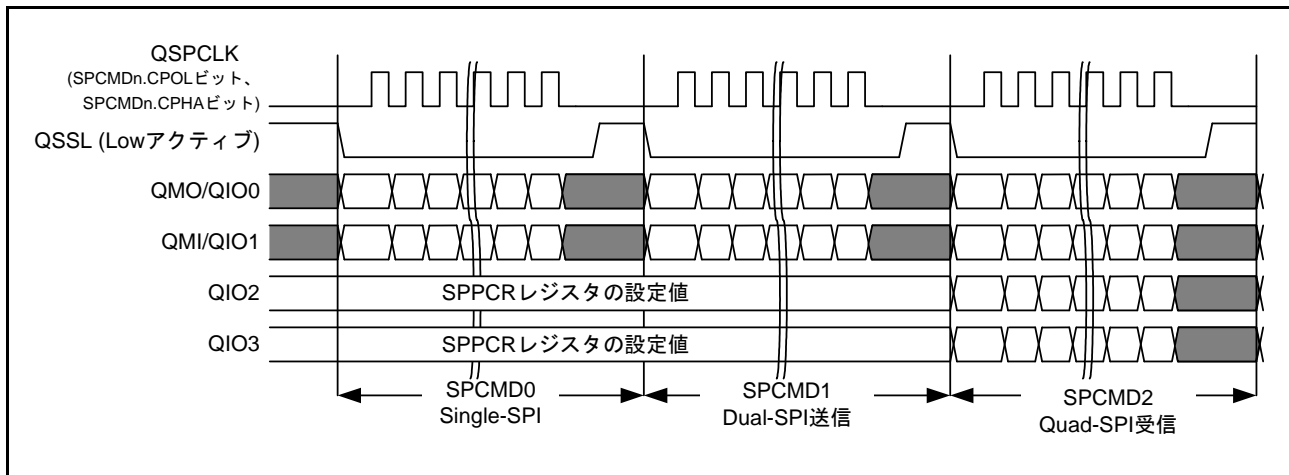 QSPCLK
(SPCMDn.CPOLビット、
SPCMDn.CPHAビット)
QSSL (Lowアクティブ)
QMO/QIO0
QMI/QIO1
QIO2
SPPCRレジスタの設定値
QIO3
SPPCRレジスタの設定値
SPCMD0
Single-SPI
SPCMD1
Dual-SPI送信
SPCMD2
Quad-SPI受信